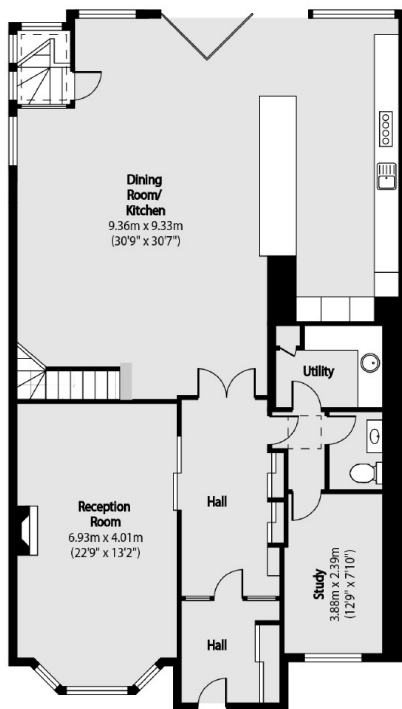 Dining
Room/
Kitchen
9.36m x 9.33m
(30'9" x 30'7")
Utility
Reception
Room
6.93m x 4.01m
(22'9" x 13'2")
Hall
Study
3.88m x 2.39m
(12'9" x 7'10")
Hall